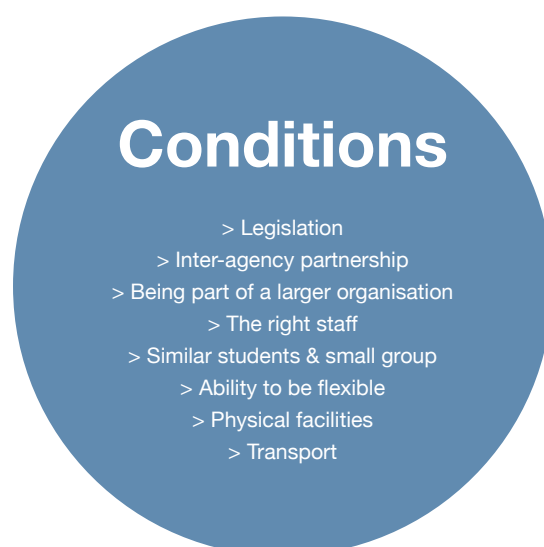 Conditions
> Legislation
> Inter-agency partnership
> Being part of a larger organisation
> The right staff
> Similar students & small group
> Ability to be flexible
> Physical facilities
> Transport